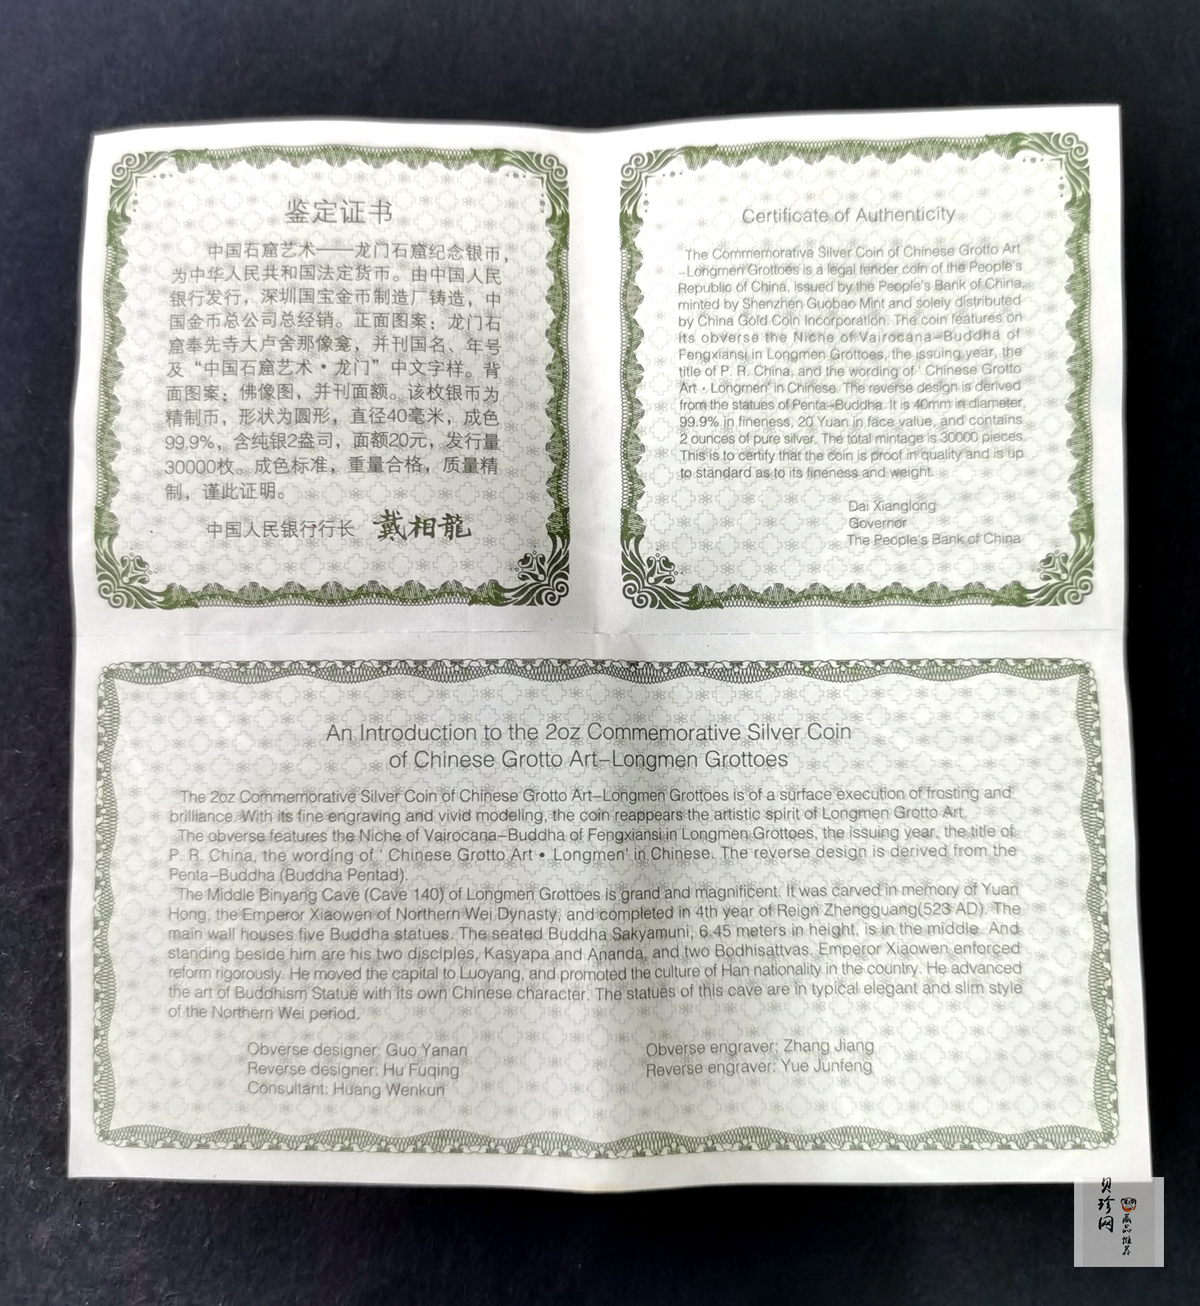 鉴定证书
中国石窟艺术——龙门石窟纪念银币，
为中华人民共和国法定货币。由中国人民
银行发行，深圳国宝金币制造厂铸造，中
国金币总公司总经销。正面图案：龙门石
窟奉先寺大卢舍那像龛，并刊国名、年号
及“中国石窟艺术·龙门”中文字样。背
面图案：佛像图，并刊面额。该枚银币为
精制币，形状为圆形，直径40毫米，成色
99.9%，含纯银2盎司，面额20元，发行量
30000枚。成色标准，重量合格，质量精
制，谨此证明。
中国人民银行行长 戴相龍
Certificate of Authenticity
The Commemorative Silver Coin of Chinese Grotto Art
–Longmen Grottoes is a legal tender coin of the People's
Republic of China, issued by the People's Bank of China,
minted by Shenzhen Guobao Mint and solely distributed
by China Gold Coin Incorporation. The coin features on
its obverse the Niche of Vairocana–Buddha of
Fengxiansi in Longmen Grottoes, the issuing year, the
title of P. R. China, and the wording of ' Chinese Grotto
Art · Longmen' in Chinese. The reverse design is derived
from the statues of Penta–Buddha. It is 40mm in diameter,
99.9% in fineness, 20 Yuan in face value, and contains
2 ounces of pure silver. The total mintage is 30000 pieces.
This is to certify that the coin is proof in quality and is up
to standard as to its fineness and weight.
Dai Xianglong
Governor
The People's Bank of China
An Introduction to the 2oz Commemorative Silver Coin
of Chinese Grotto Art–Longmen Grottoes
The 2oz Commemorative Silver Coin of Chinese Grotto Art–Longmen Grottoes is of a surface execution of frosting and
brilliance. With its fine engraving and vivid modeling, the coin reappears the artistic spirit of Longmen Grotto Art.
The obverse features the Niche of Vairocana–Buddha of Fengxiansi in Longmen Grottoes, the issuing year, the title of
P. R. China, the wording of ' Chinese Grotto Art • Longmen' in Chinese. The reverse design is derived from the
Penta–Buddha (Buddha Pentad).
The Middle Binyang Cave (Cave 140) of Longmen Grottoes is grand and magnificent. It was carved in memory of Yuan
Hong, the Emperor Xiaowen of Northern Wei Dynasty, and completed in 4th year of Reign Zhengguang(523 AD). The
main wall houses five Buddha statues. The seated Buddha Sakyamuni, 6.45 meters in height, is in the middle. And
standing beside him are his two disciples, Kasyapa and Ananda, and two Bodhisattvas. Emperor Xiaowen enforced
reform rigorously. He moved the capital to Luoyang, and promoted the culture of Han nationality in the country. He advanced
the art of Buddhism Statue with its own Chinese character. The statues of this cave are in typical elegant and slim style
of the Northern Wei period.
Obverse designer: Guo Yanan
Reverse designer: Hu Fuqing
Consultant: Huang Wenkun
Obverse engraver: Zhang Jiang
Reverse engraver: Yue Junfeng
贝珍网
藏品推荐